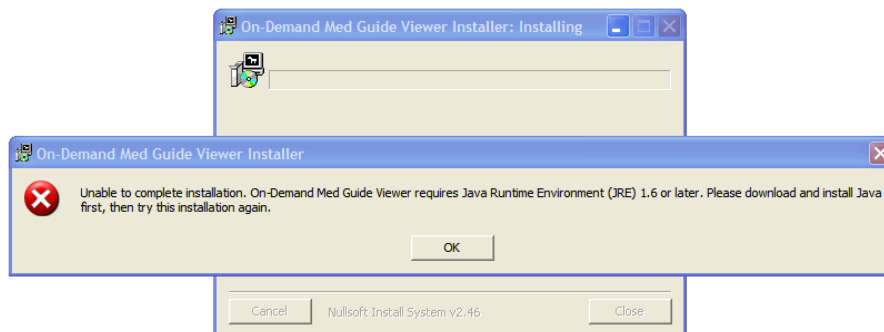 On-Demand Med Guide Viewer Installer: Installing
On-Demand Med Guide Viewer Installer
Unable to complete installation. On-Demand Med Guide Viewer requires Java Runtime Environment (JRE) 1.6 or later. Please download and install Java
first, then try this installation again.
OK
Cancel
Nullsoft Install System v2.46
Close